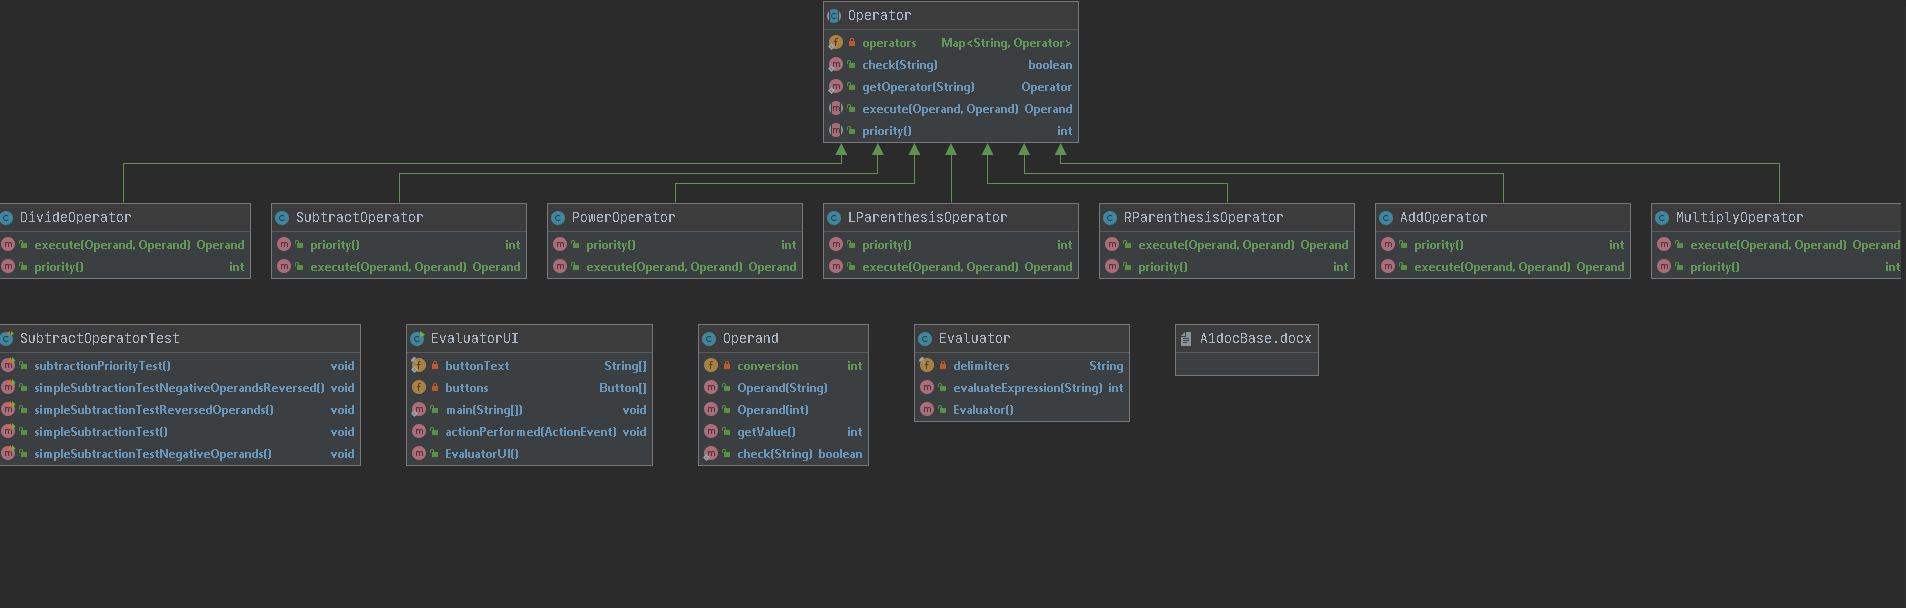 Operator
operators Map<String, Operator>
check(String) boolean
getOperator(String) Operator
execute(Operand, Operand) Operand
priority() int
DivideOperator
execute(Operand, Operand) Operand
priority() int
SubtractOperator
priority() int
execute(Operand, Operand) Operand
PowerOperator
priority() int
execute(Operand, Operand) Operand
LParenthesisOperator
priority() int
execute(Operand, Operand) Operand
RParenthesisOperator
execute(Operand, Operand) Operand
priority() int
AddOperator
priority() int
execute(Operand, Operand) Operand
MultiplyOperator
execute(Operand, Operand) Operand
priority() int
SubtractOperatorTest
subtractionPriorityTest() void
simpleSubtractionTestNegativeOperandsReversed() void
simpleSubtractionTestReversedOperands() void
simpleSubtractionTest() void
simpleSubtractionTestNegativeOperands() void
EvaluatorUI
buttonText String[]
buttons Button[]
main(String[]) void
actionPerformed(ActionEvent) void
EvaluatorUI()
Operand
conversion int
Operand(String)
Operand(int)
getValue() int
check(String) boolean
Evaluator
delimiters String
evaluateExpression(String) int
Evaluator()
A1docBase.docx